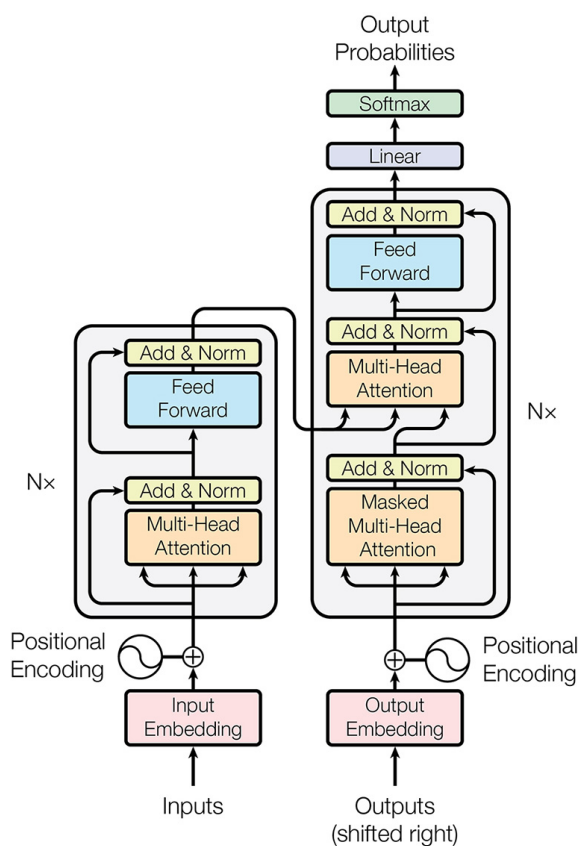 Output
Probabilities
Softmax
Linear
Add & Norm
Feed
Forward
Add & Norm
Multi-Head
Attention
Add & Norm
Masked
Multi-Head
Attention
Nx
Add & Norm
Feed
Forward
Add & Norm
Multi-Head
Attention
Nx
Positional
Encoding
Positional
Encoding
Input
Embedding
Output
Embedding
Inputs
Outputs
(shifted right)